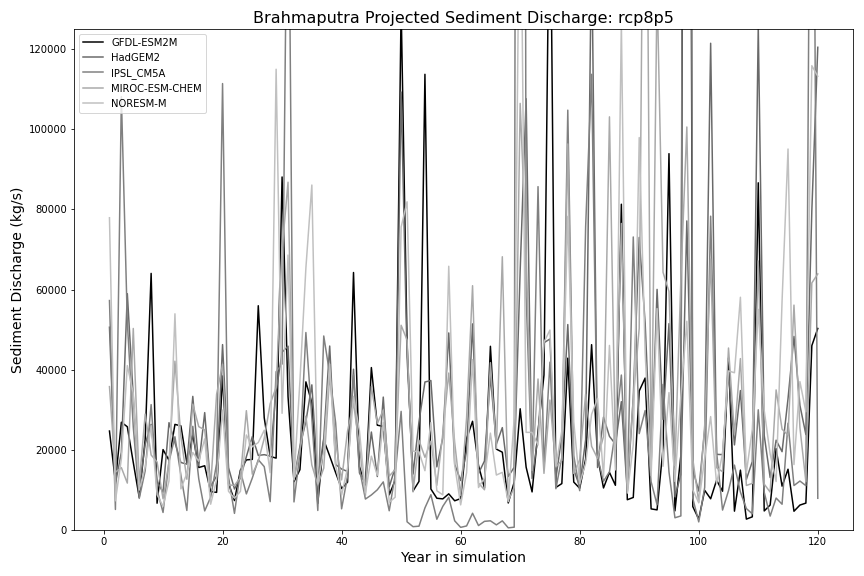 Brahmaputra Projected Sediment Discharge: rcp8p5
GFDL-ESM2M
HadGEM2
IPSL_CM5A
MIROC-ESM-CHEM
NORESM-M
120000
100000
80000
60000
40000
20000
0
Sediment Discharge (kg/s)
0 20 40 60 80 100 120
Year in simulation